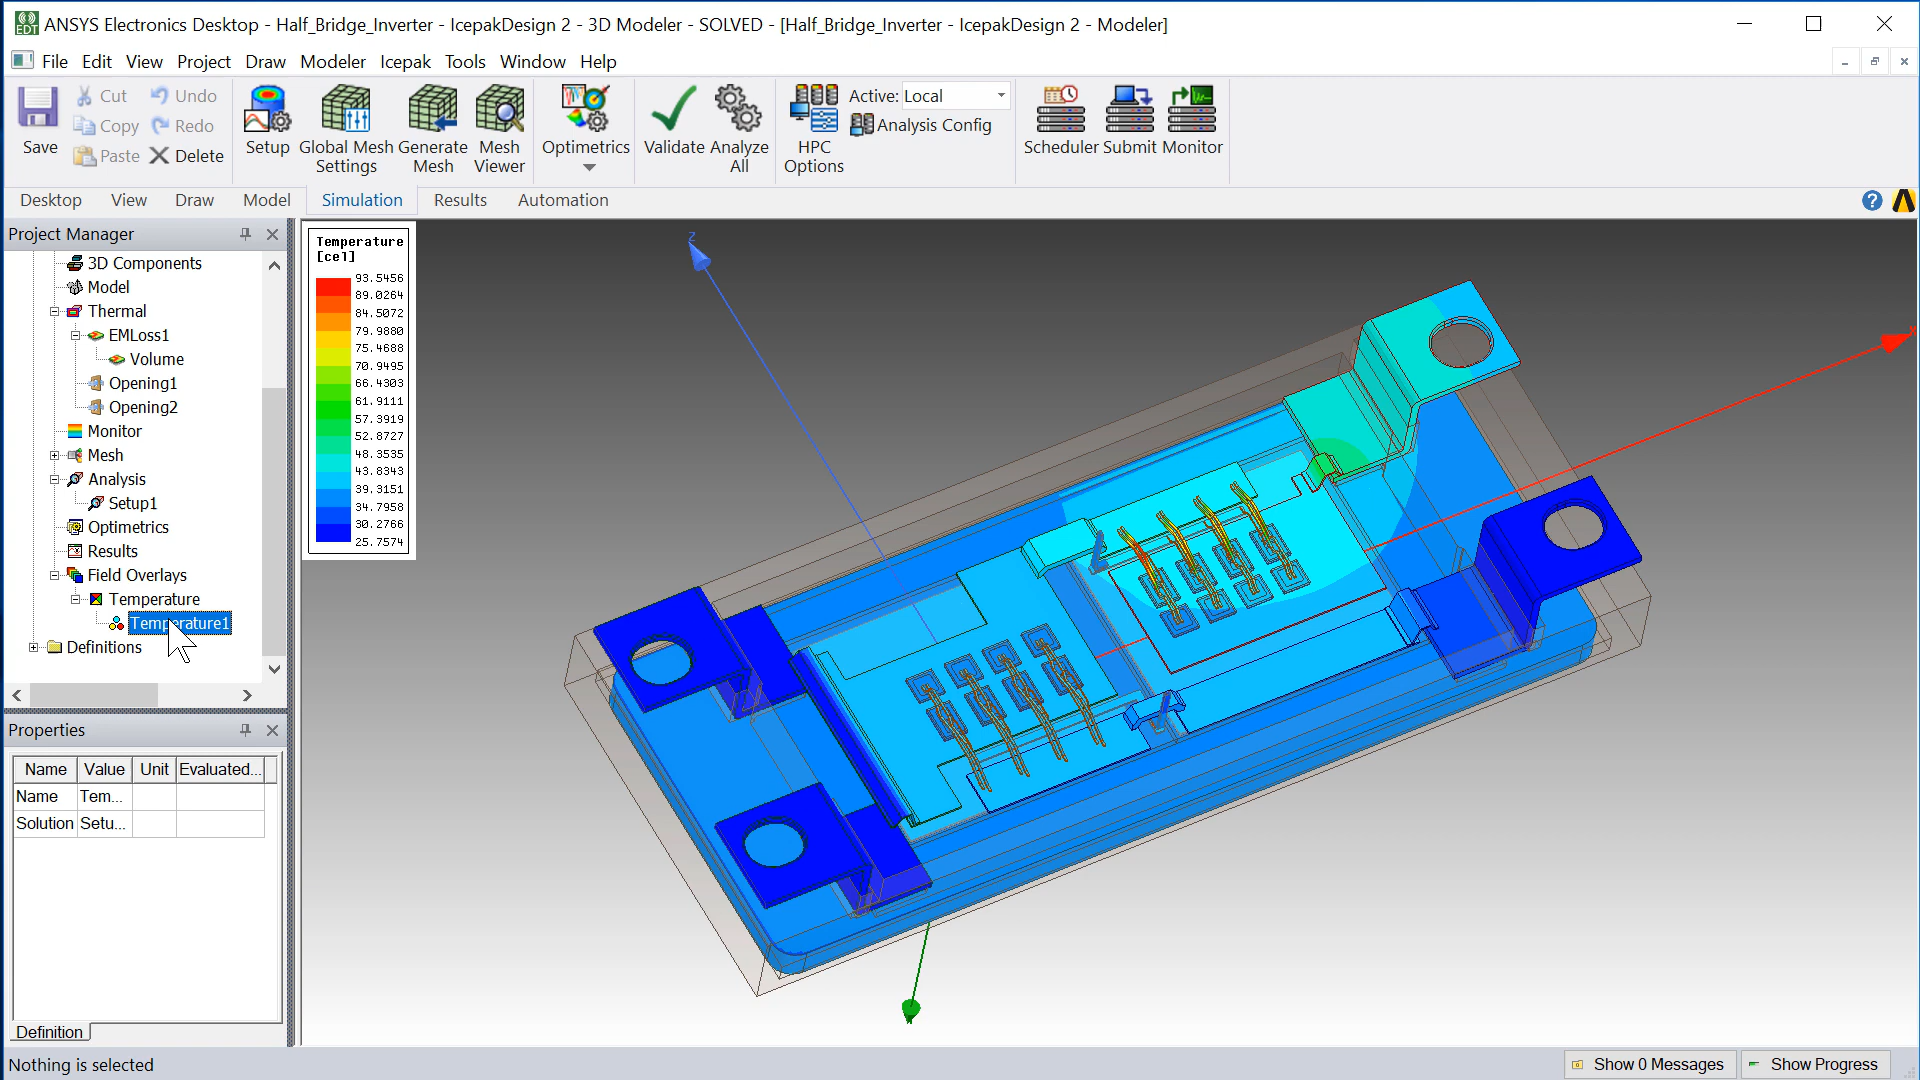 ANSYS Electronics Desktop - Half_Bridge_Inverter - IcepakDesign 2 - 3D Modeler - SOLVED - [Half_Bridge_Inverter - IcepakDesign 2 - Modeler]
File Edit View Project Draw Modeler Icepak Tools Window Help
Save
Cut
Copy
Paste
Undo
Redo
Delete
Setup
Global Mesh
Settings
Generate
Mesh
Mesh
Viewer
Optimetrics
Validate
Analyze
All
HPC
Options
Active: Local
Analysis Config
Scheduler Submit Monitor
Desktop View Draw Model Simulation Results Automation
Project Manager
3D Components
Model
Thermal
EMLoss1
Volume
Opening1
Opening2
Monitor
Mesh
Analysis
Setup1
Optimetrics
Results
Field Overlays
Temperature
Temperature1
Definitions
Properties
Name Value Unit Evaluated...
Name Tem...
Solution Setu...
Definition
Temperature
[cel]
93.5456
89.0264
84.5072
79.9880
75.4688
70.9495
66.4303
61.9111
57.3919
52.8727
48.3535
43.8343
39.3151
34.7958
30.2766
25.7574
Z
X
Nothing is selected
Show 0 Messages
Show Progress
EDT